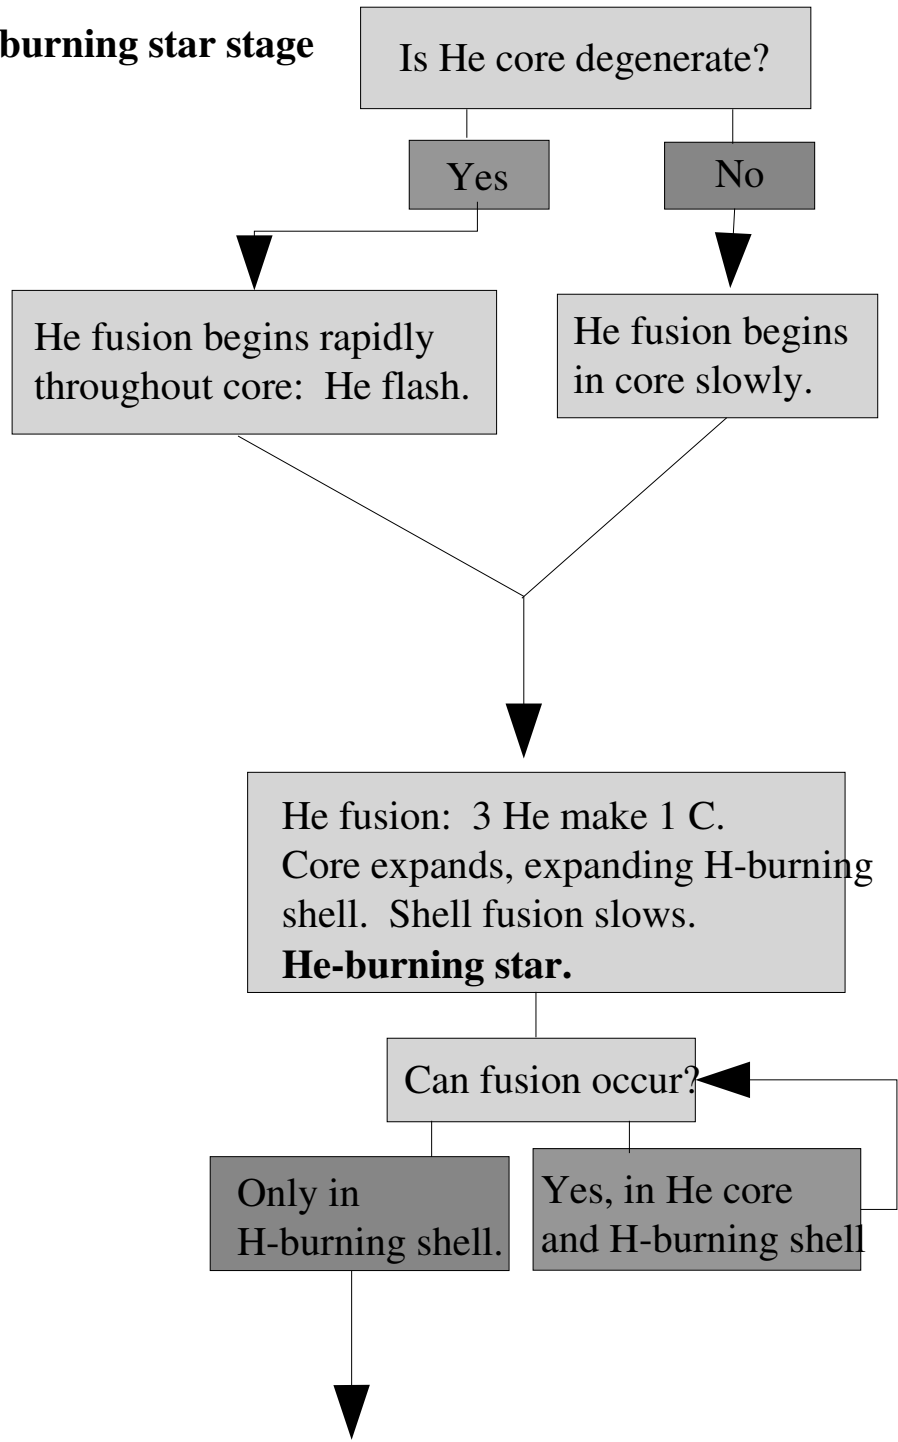 burning star stage
Is He core degenerate?
Yes
No
He fusion begins rapidly
throughout core: He flash.
He fusion begins
in core slowly.
He fusion: 3 He make 1 C.
Core expands, expanding H-burning
shell. Shell fusion slows.
He-burning star.
Can fusion occur?
Only in
H-burning shell.
Yes, in He core
and H-burning shell